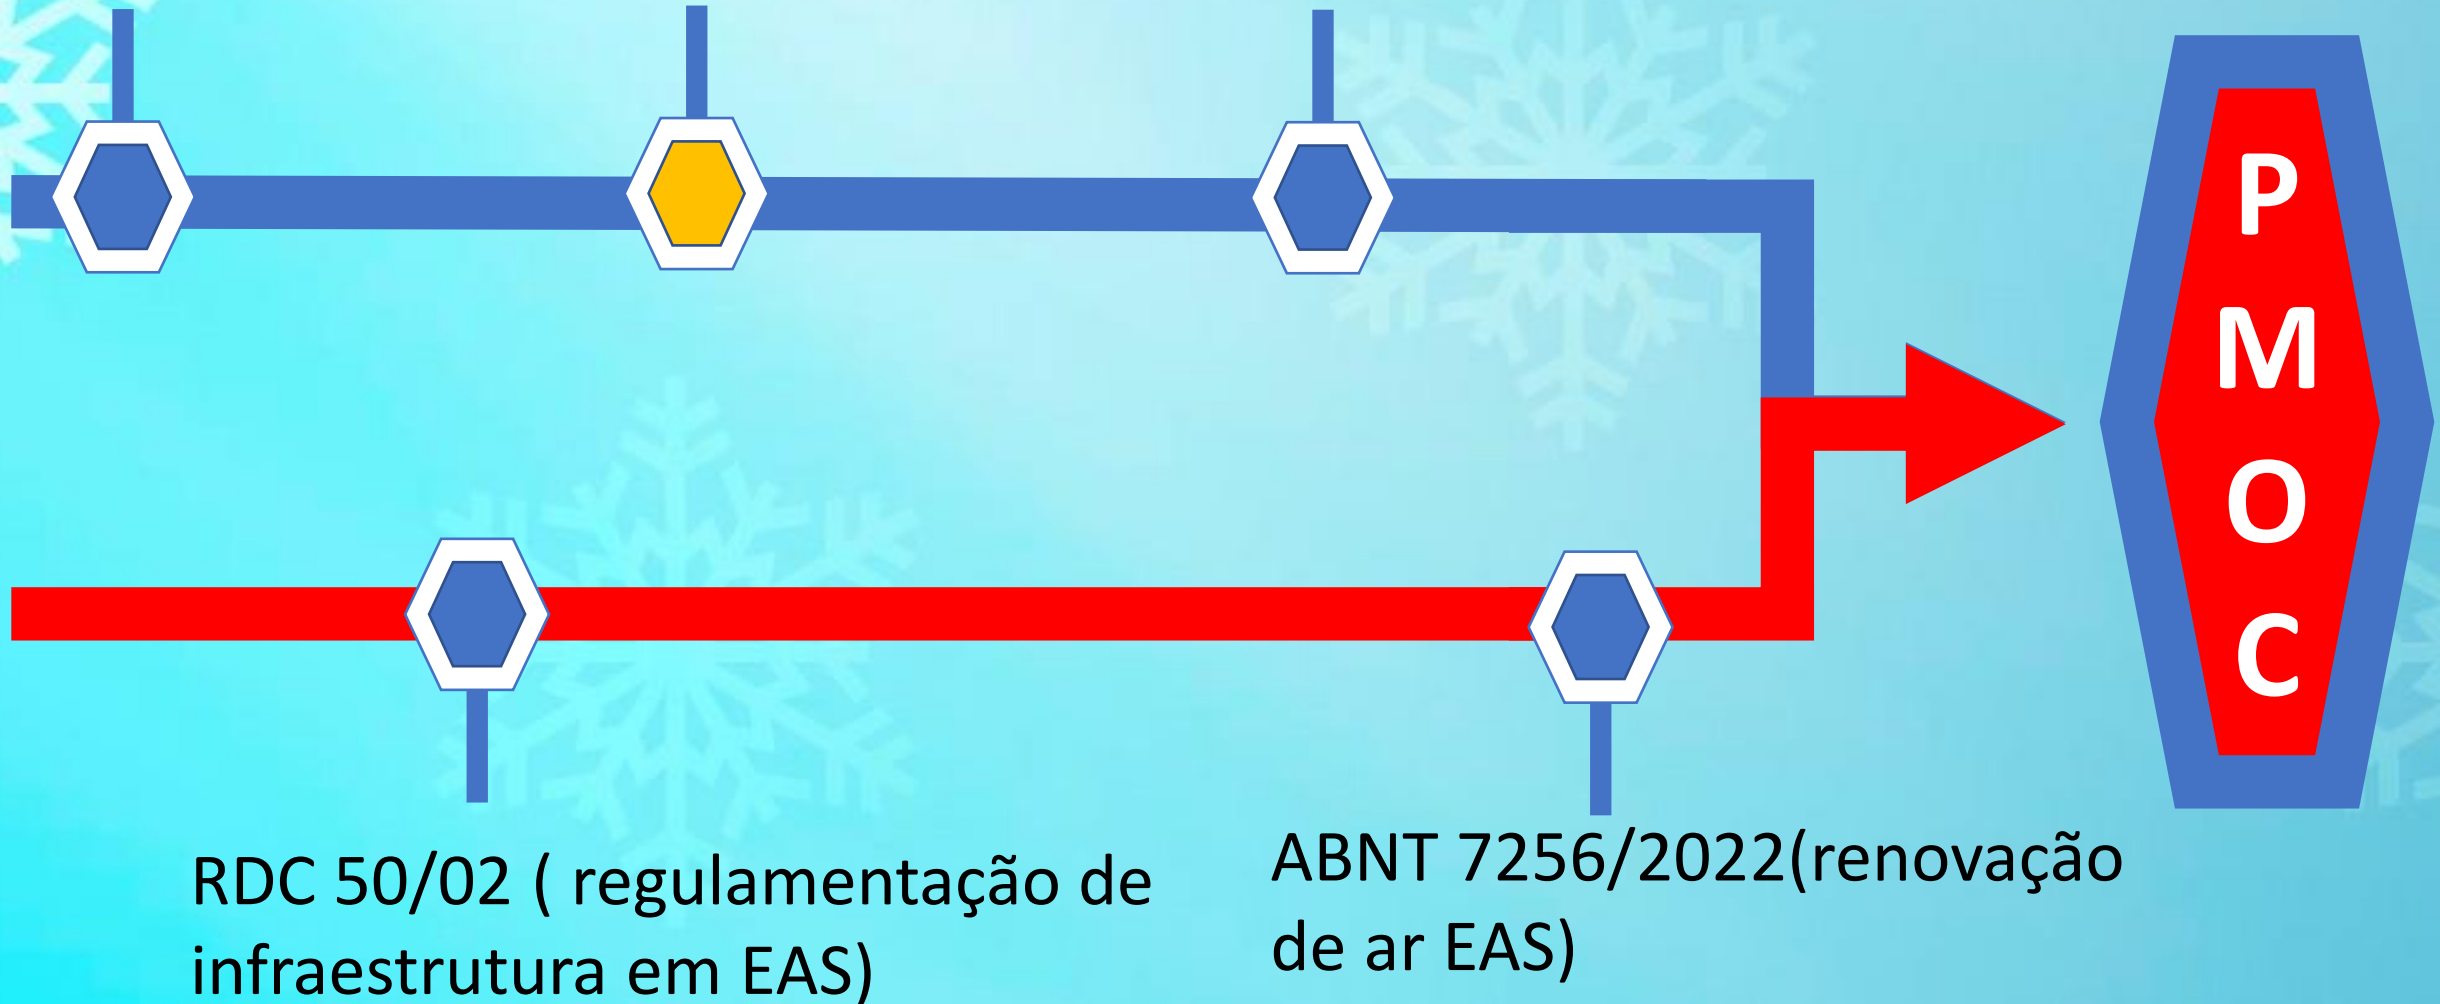 P
M
O
C
RDC 50/02 ( regulamentação de
infraestrutura em EAS)
ABNT 7256/2022(renovação
de ar EAS)